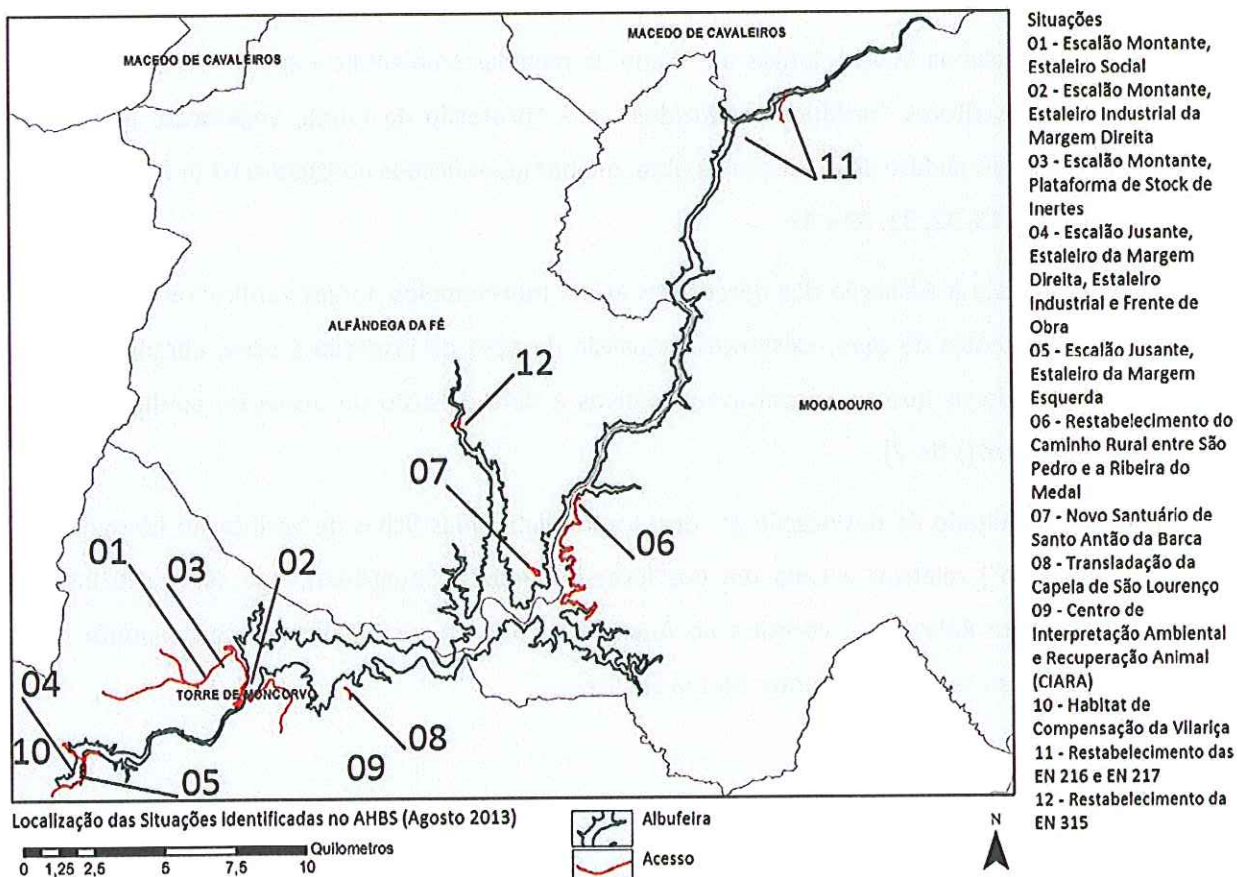 MACEDO DE CAVALEIROS
MACEDO DE CAVALEIROS
11
ALFÂNDEGA DA FÉ
12
MOGADOURO
07
06
01
03
02
04
TORRE DE MONCORVO
08
10
09
05
Situações
01 - Escalão Montante,
Estaleiro Social
02 - Escalão Montante,
Estaleiro Industrial da
Margem Direita
03 - Escalão Montante,
Plataforma de Stock de
Inertes
04 - Escalão Jusante,
Estaleiro da Margem
Direita, Estaleiro
Industrial e Frente de
Obra
05 - Escalão Jusante,
Estaleiro da Margem
Esquerda
06 - Restabelecimento do
Caminho Rural entre São
Pedro e a Ribeira do
Medal
07 - Novo Santuário de
Santo Antão da Barca
08 - Transladação da
Capela de São Lourenço
09 - Centro de
Interpretação Ambiental
e Recuperação Animal
(CIARA)
10 - Habitat de
Compensação da Vilariça
11 - Restabelecimento das
EN 216 e EN 217
12 - Restabelecimento da
EN 315
Localização das Situações Identificadas no AHBS (Agosto 2013)
Quilometros
0 1,25 2,5 5 7,5 10
Albufeira
Acesso
N